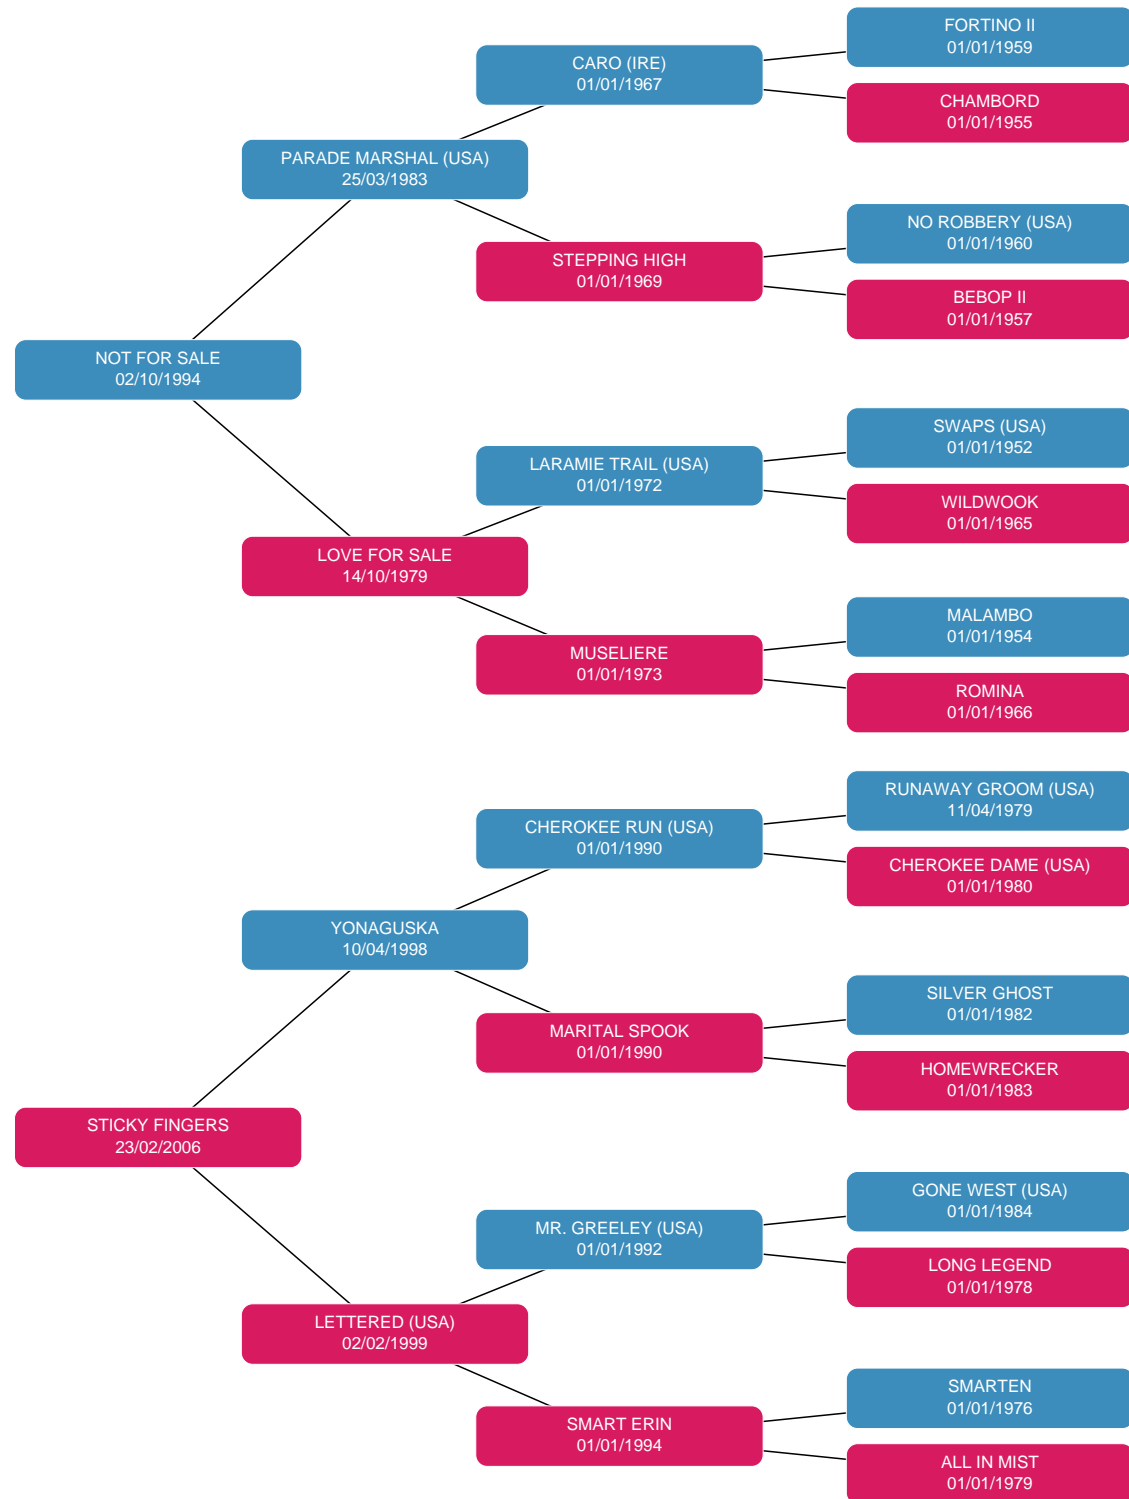 FORTINO II
01/01/1959
CARO (IRE)
01/01/1967
CHAMBORD
01/01/1955
PARADE MARSHAL (USA)
25/03/1983
NO ROBBERY (USA)
01/01/1960
STEPPING HIGH
01/01/1969
BEBOP II
01/01/1957
NOT FOR SALE
02/10/1994
SWAPS (USA)
01/01/1952
LARAMIE TRAIL (USA)
01/01/1972
WILDWOOK
01/01/1965
LOVE FOR SALE
14/10/1979
MALAMBO
01/01/1954
MUSELIERE
01/01/1973
ROMINA
01/01/1966
RUNAWAY GROOM (USA)
11/04/1979
CHEROKEE RUN (USA)
01/01/1990
CHEROKEE DAME (USA)
01/01/1980
YONAGUSKA
10/04/1998
SILVER GHOST
01/01/1982
MARITAL SPOOK
01/01/1990
HOMEWRECKER
01/01/1983
STICKY FINGERS
23/02/2006
GONE WEST (USA)
01/01/1984
MR. GREELEY (USA)
01/01/1992
LONG LEGEND
01/01/1978
LETTERED (USA)
02/02/1999
SMARTEN
01/01/1976
SMART ERIN
01/01/1994
ALL IN MIST
01/01/1979